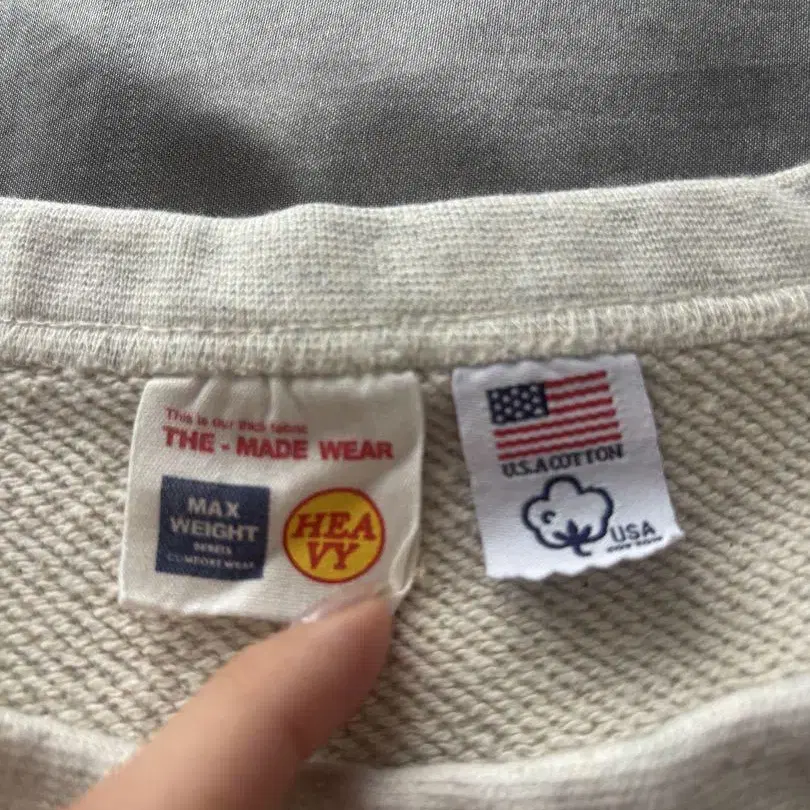 This is our thick fabric
THE - MADE WEAR
MAX
WEIGHT
SERIES
COMFORT WEAR
HEA
VY
U.S.A COTTON
USA